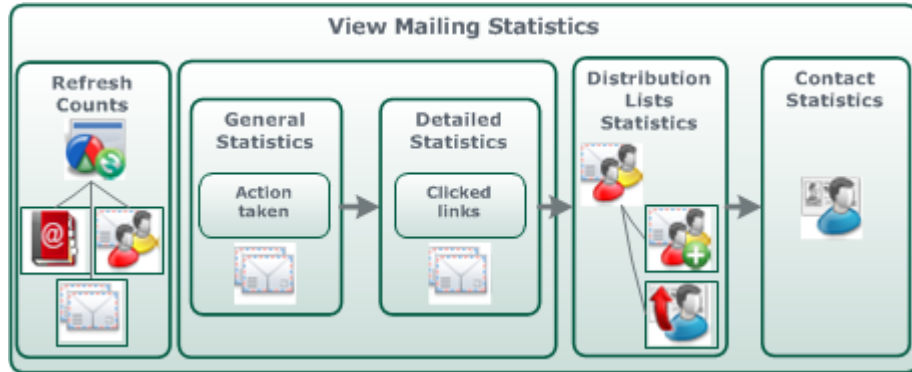 View Mailing Statistics
Refresh
Counts
@
General
Statistics
Action
taken
Detailed
Statistics
Clicked
links
Distribution
Lists
Statistics
Contact
Statistics